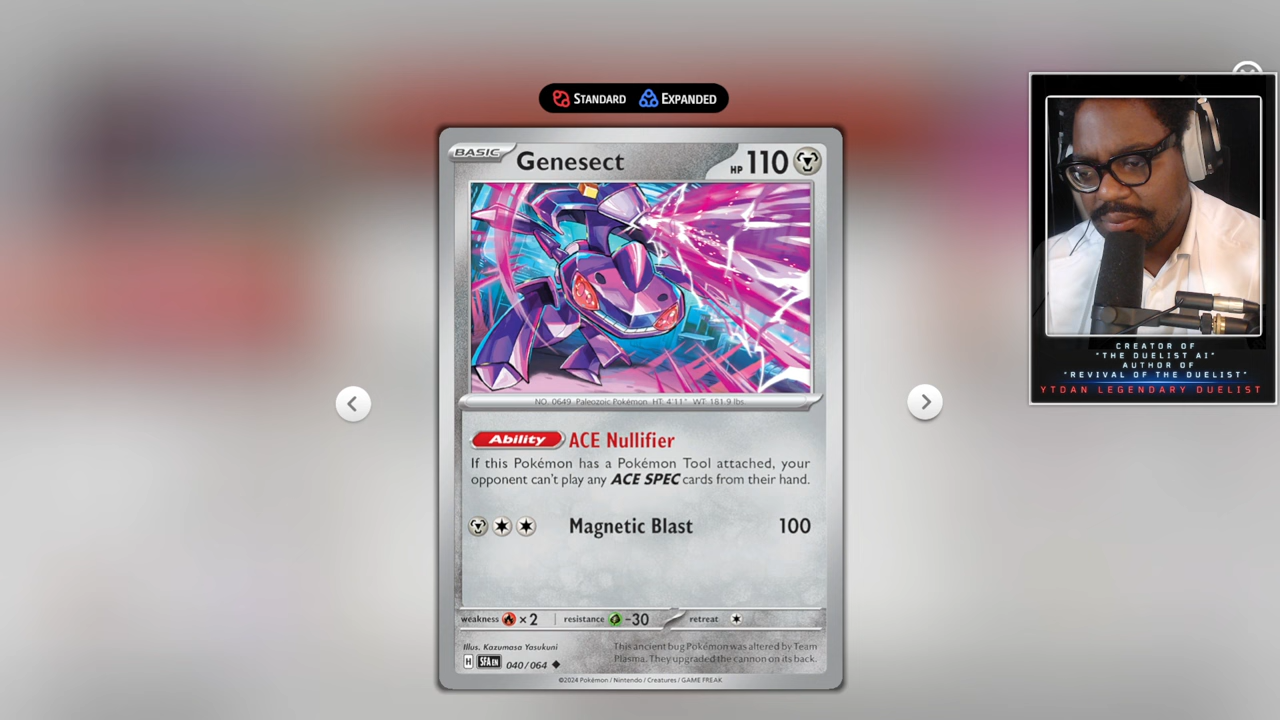 STANDARD EXPANDED
BASIC Genesect HP 110
NO. 0649 Paleozoic Pokémon HT: 4'11" WT: 181.9 lbs.
Ability ACE Nullifier
If this Pokémon has a Pokémon Tool attached, your
opponent can't play any ACE SPEC cards from their hand.
Magnetic Blast 100
weakness ×2 resistance -30 retreat
Illus. Kazumasa Yasukuni
H SFA EN 040/064
This ancient bug Pokémon was altered by Team
Plasma. They upgraded the cannon on its back.
©2024 Pokémon / Nintendo / Creatures / GAME FREAK
CREATOR OF
"THE DUELIST AI"
AUTHOR OF
"REVIVAL OF THE DUELIST"
YTDAN LEGENDARY DUELIST